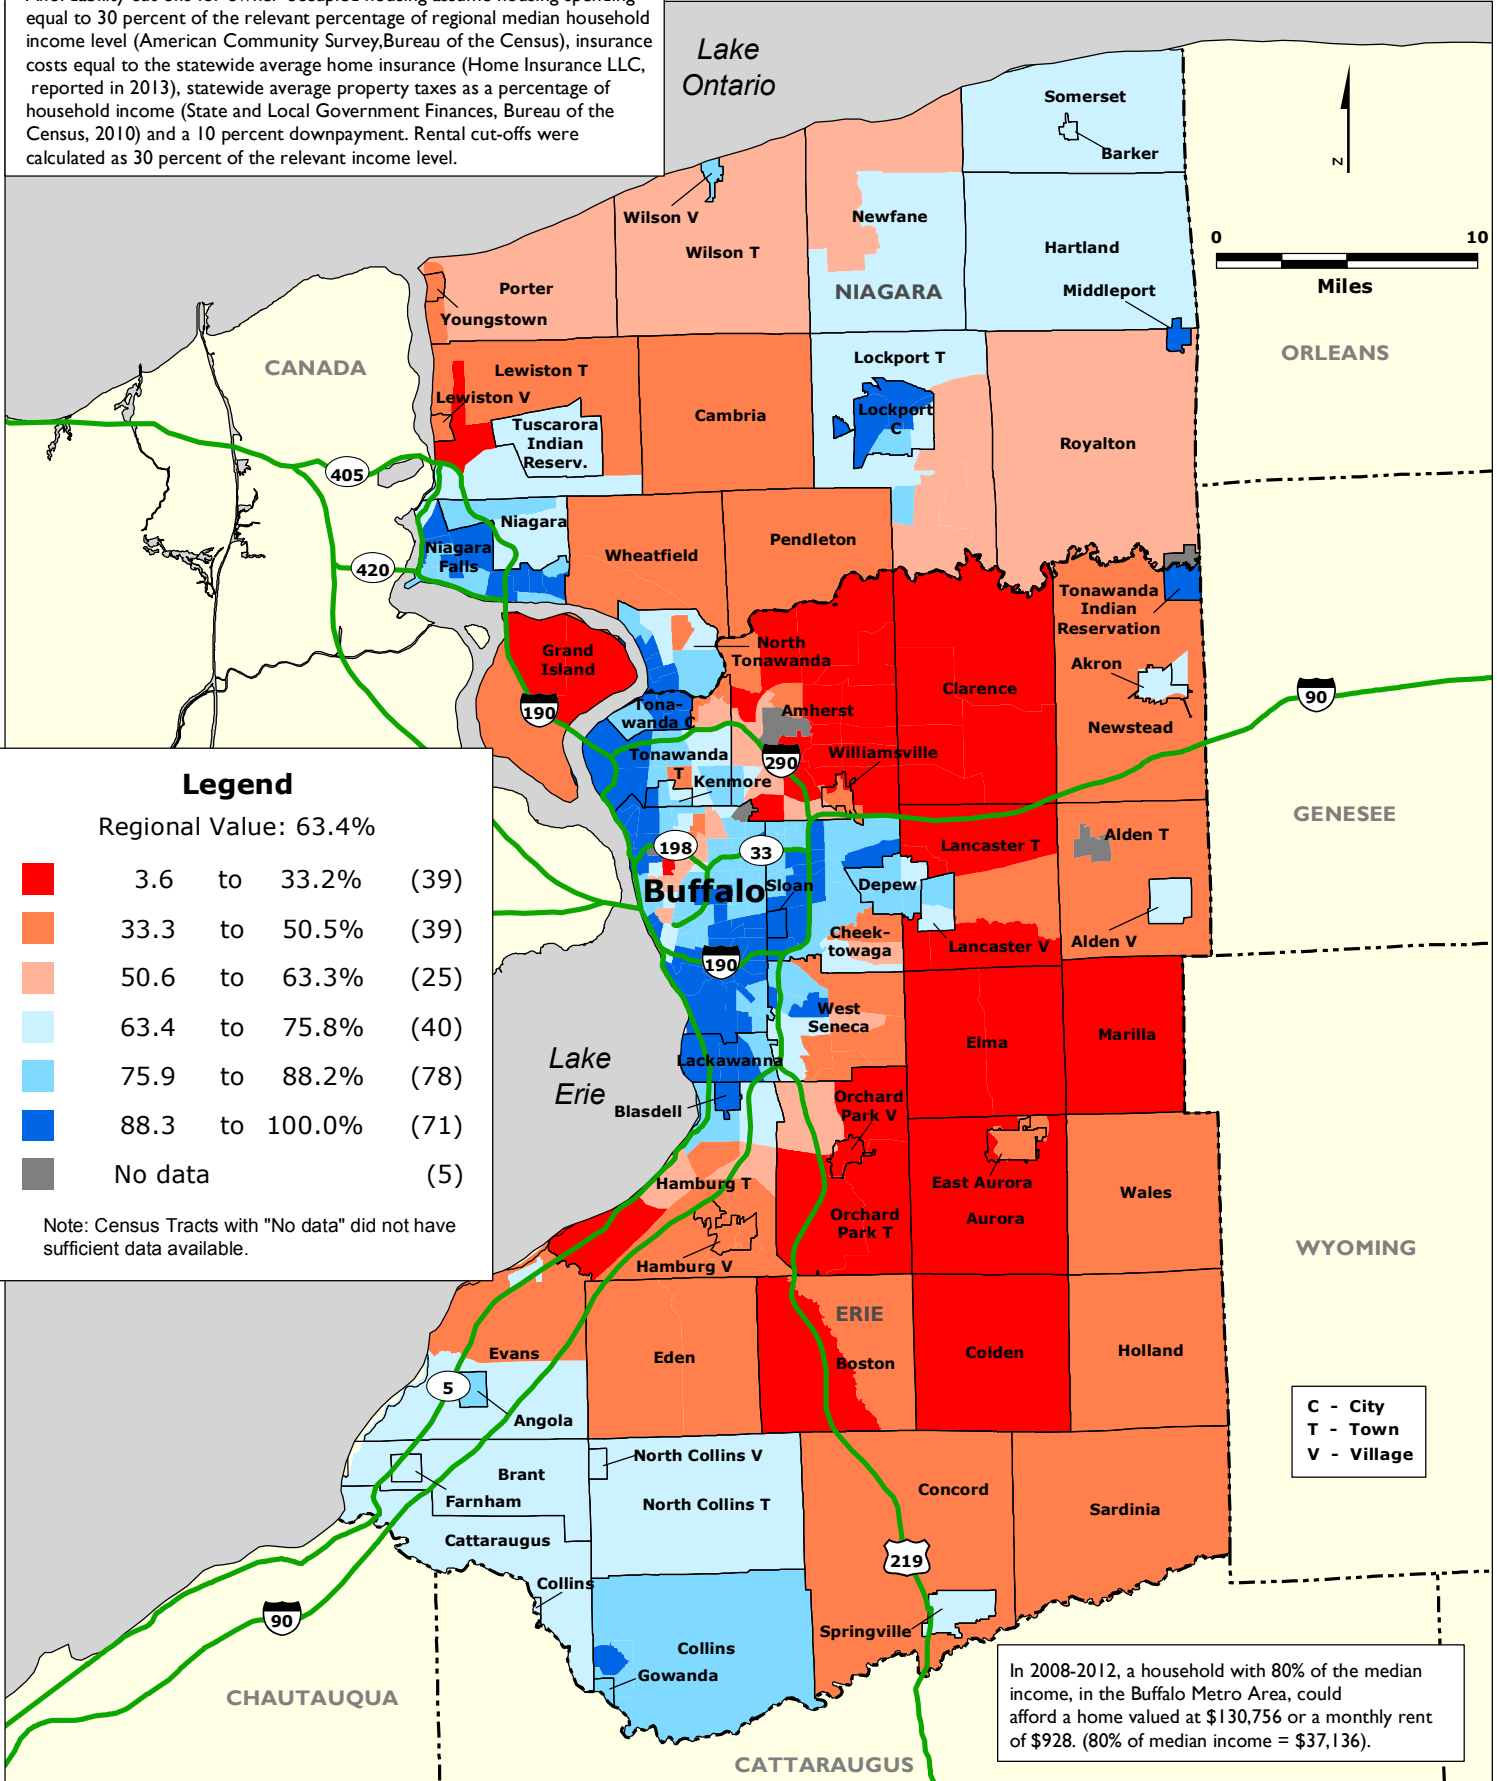 equal to 30 percent of the relevant percentage of regional median household
income level (American Community Survey,Bureau of the Census), insurance
costs equal to the statewide average home insurance (Home Insurance LLC,
reported in 2013), statewide average property taxes as a percentage of
household income (State and Local Government Finances, Bureau of the
Census, 2010) and a 10 percent downpayment. Rental cut-offs were
calculated as 30 percent of the relevant income level.
Lake
Ontario
Somerset
Barker
N
Wilson V
Newfane
Wilson T
Hartland
0 10
Miles
Porter
NIAGARA
Middleport
Youngstown
CANADA
ORLEANS
Lewiston T
Lockport T
Lewiston V
Cambria
Lockport
C
Tuscarora
Indian
Reserv.
Royalton
405
Niagara
Niagara
Falls
420
Wheatfield
Pendleton
Tonawanda
Indian
Reservation
Grand
Island
North
Tonawanda
Akron
Clarence
190
Tona-
wanda C
Amherst
90
Newstead
Tonawanda
T
Williamsville
290
Kenmore
GENESEE
198
33
Lancaster T
Alden T
Buffalo
Sloan
Depew
Cheek-
towaga
Lancaster V
Alden V
190
West
Seneca
Elma
Marilla
Lake
Erie
Lackawanna
Blasdell
Orchard
Park V
Hamburg T
East Aurora
Wales
Orchard
Park T
Aurora
WYOMING
Hamburg V
ERIE
Evans
Eden
Boston
Colden
Holland
5
Angola
Legend
Regional Value: 63.4%
3.6 to 33.2% (39)
33.3 to 50.5% (39)
50.6 to 63.3% (25)
63.4 to 75.8% (40)
75.9 to 88.2% (78)
88.3 to 100.0% (71)
No data (5)
Note: Census Tracts with "No data" did not have
sufficient data available.
C - City
T - Town
V - Village
North Collins V
Brant
Farnham
North Collins T
Concord
Sardinia
Cattaraugus
219
Collins
90
Springville
Collins
Gowanda
CHAUTAUQUA
CATTARAUGUS
In 2008-2012, a household with 80% of the median
income, in the Buffalo Metro Area, could
afford a home valued at $130,756 or a monthly rent
of $928. (80% of median income = $37,136).